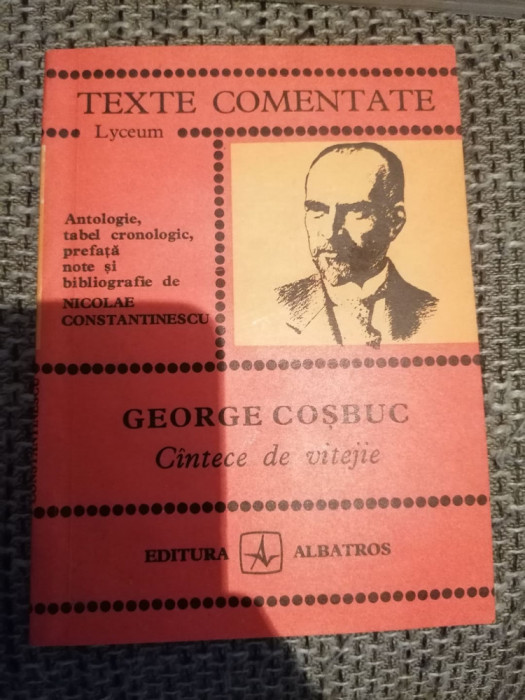 TEXTE COMENTATE
Lyceum
Antologie,
tabel cronologic,
prefață
note și
bibliografie de
NICOLAE
CONSTANTINESCU
GEORGE COȘBUC
Cîntece de vitejie
EDITURA ALBATROS